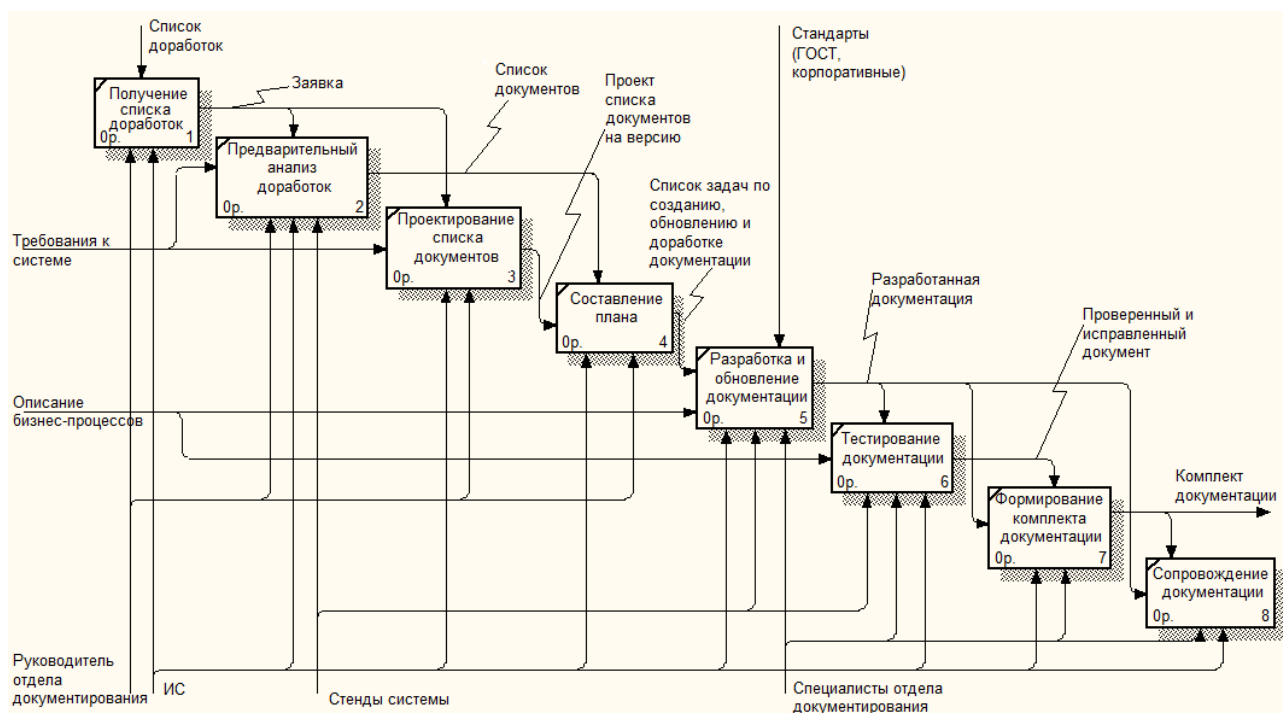 Список
доработок
Получение
списка
доработок
0р. 1
Заявка
Предварительный
анализ
доработок
0р. 2
Список
документов
Проект
списка
документов
на версию
Стандарты
(ГОСТ,
корпоративные)
Требования к
системе
Проектирование
списка
документов
0р. 3
Список задач по
созданию,
обновлению и
доработке
документации
Составление
плана
0р. 4
Разработанная
документация
Разработка и
обновление
документации
0р. 5
Проверенный и
исправленный
документ
Описание
бизнес-процессов
Тестирование
документации
0р. 6
Формирование
комплекта
документации
0р. 7
Комплект
документации
Сопровождение
документации
0р. 8
Руководитель
отдела
документирования
ИС
Стенды системы
Специалисты отдела
документирования